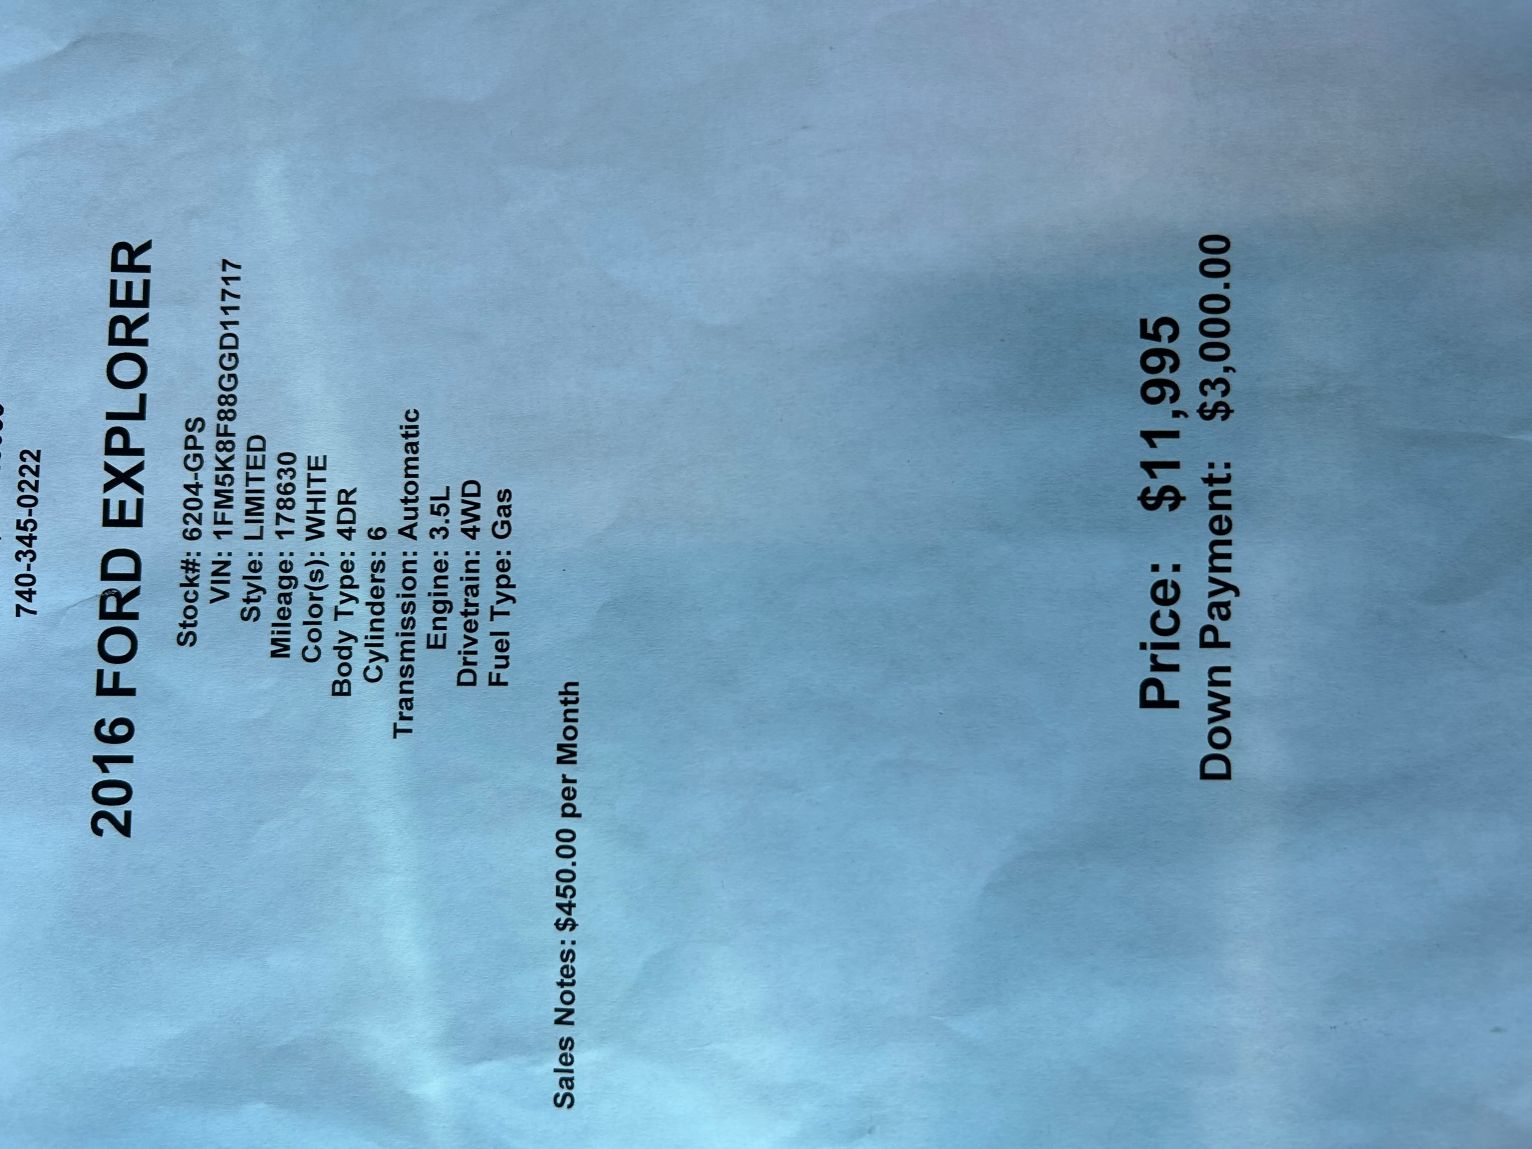 740-345-0222
2016 FORD EXPLORER
Stock#: 6204-GPS
VIN: 1FM5K8F88GGD11717
Style: LIMITED
Mileage: 178630
Color(s): WHITE
Body Type: 4DR
Cylinders: 6
Transmission: Automatic
Engine: 3.5L
Drivetrain: 4WD
Fuel Type: Gas
Sales Notes: $450.00 per Month
Price: $11,995
Down Payment: $3,000.00